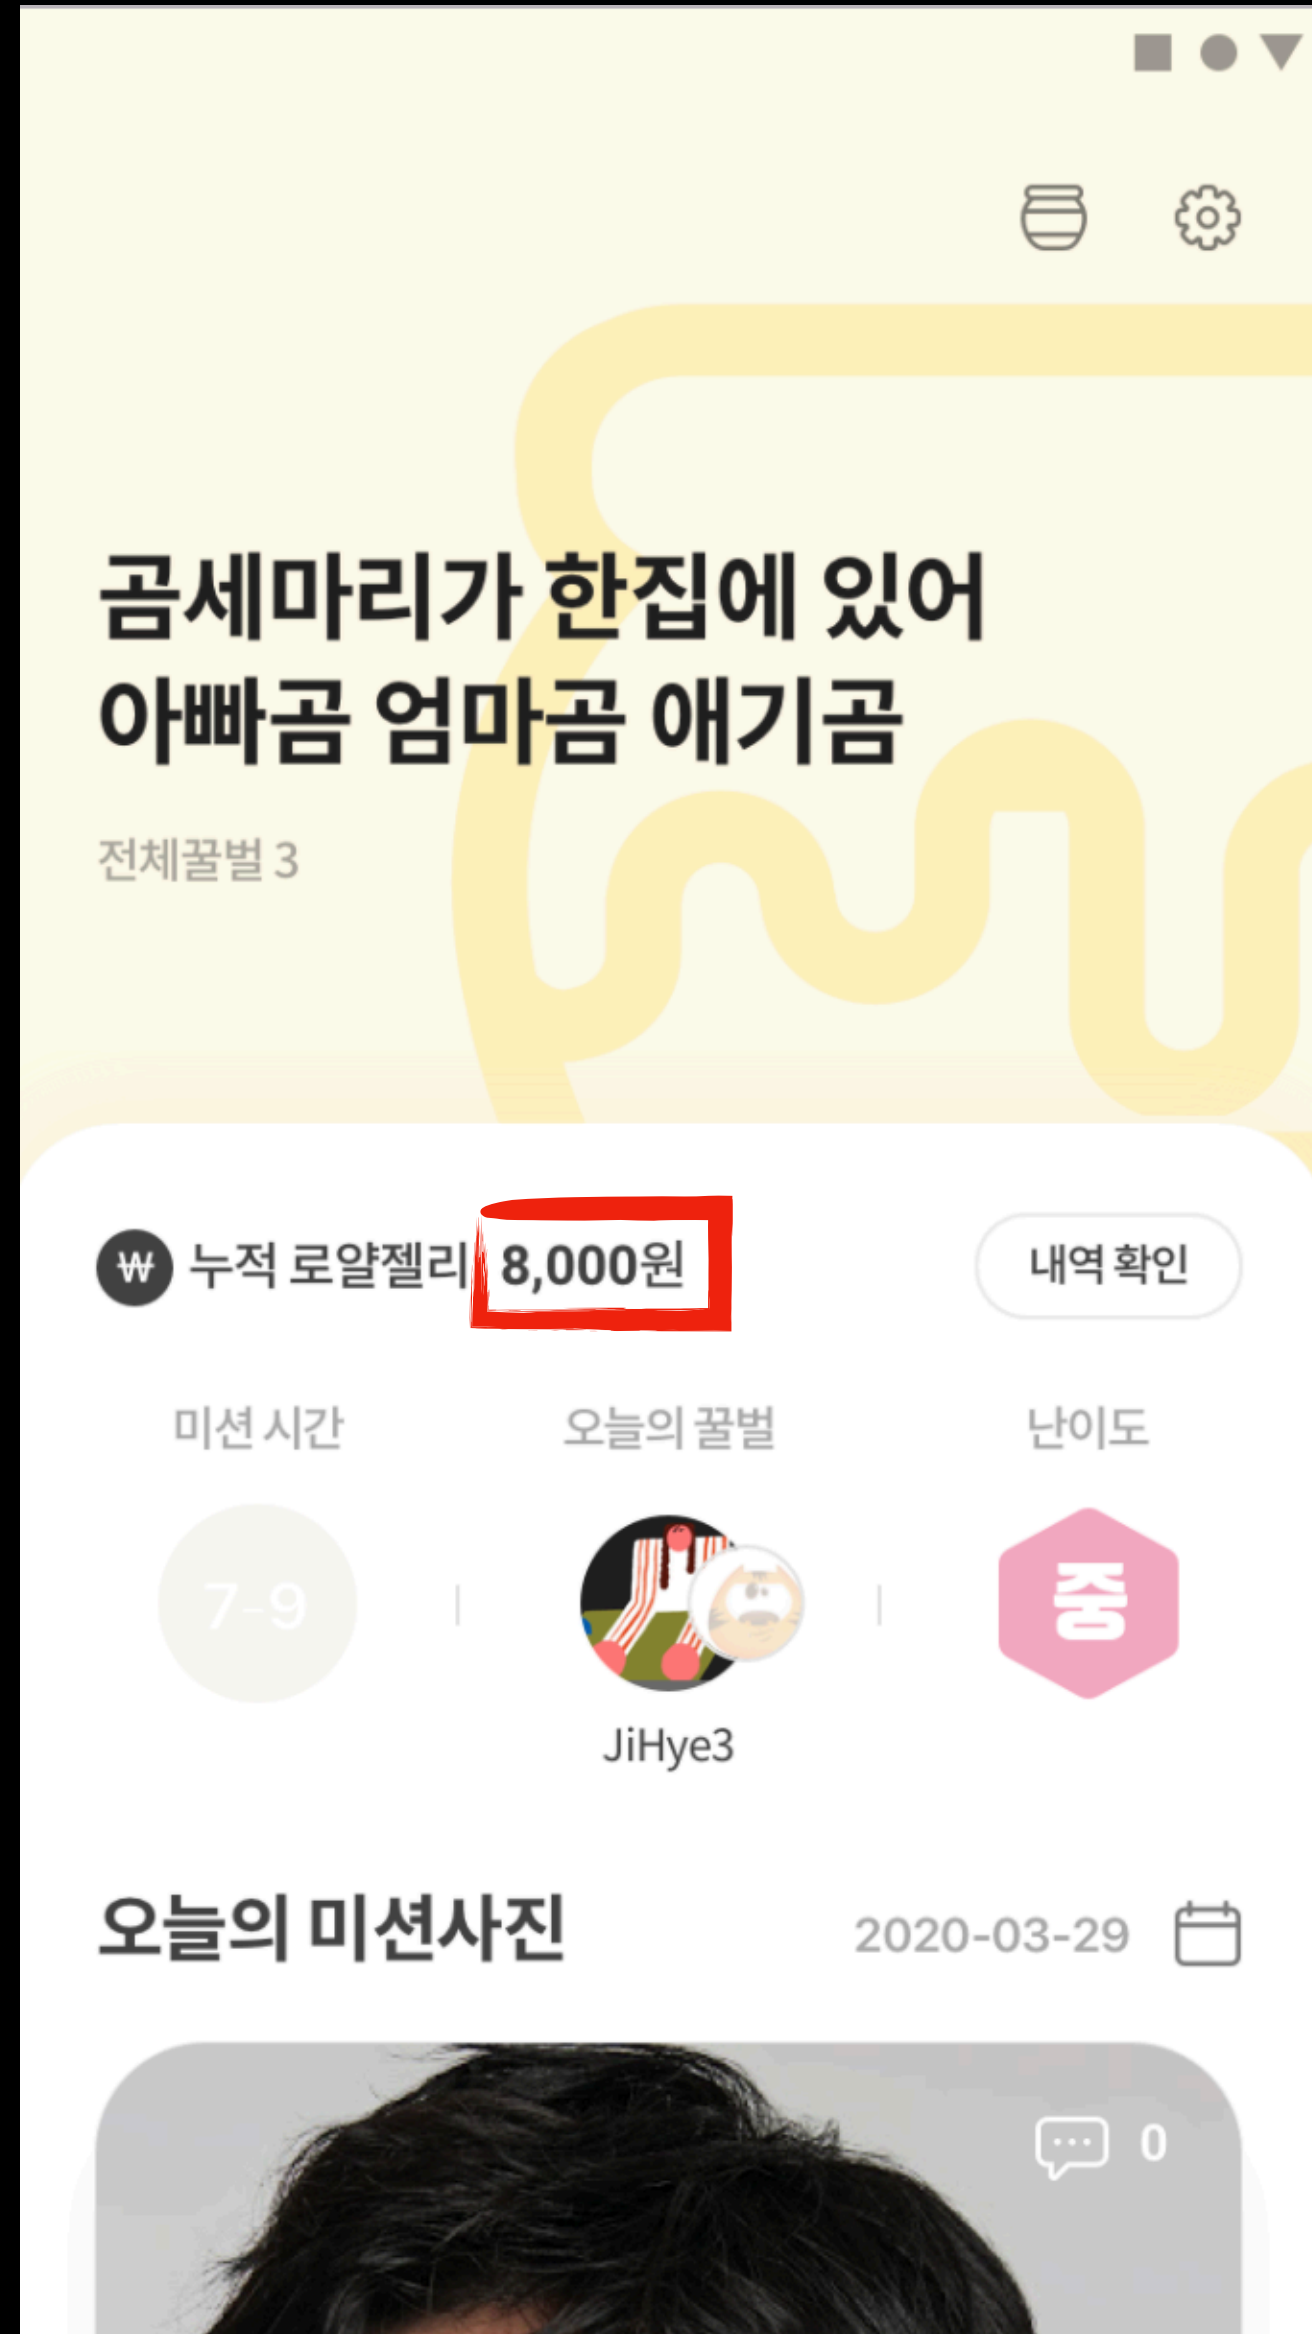 곰세마리가 한집에 있어
아빠곰 엄마곰 애기곰
전체꿀벌 3
₩ 누적 로얄젤리 8,000원 내역 확인
미션 시간 오늘의 꿀벌 난이도
7-9 중
JiHye3
오늘의 미션사진 2020-03-29
0